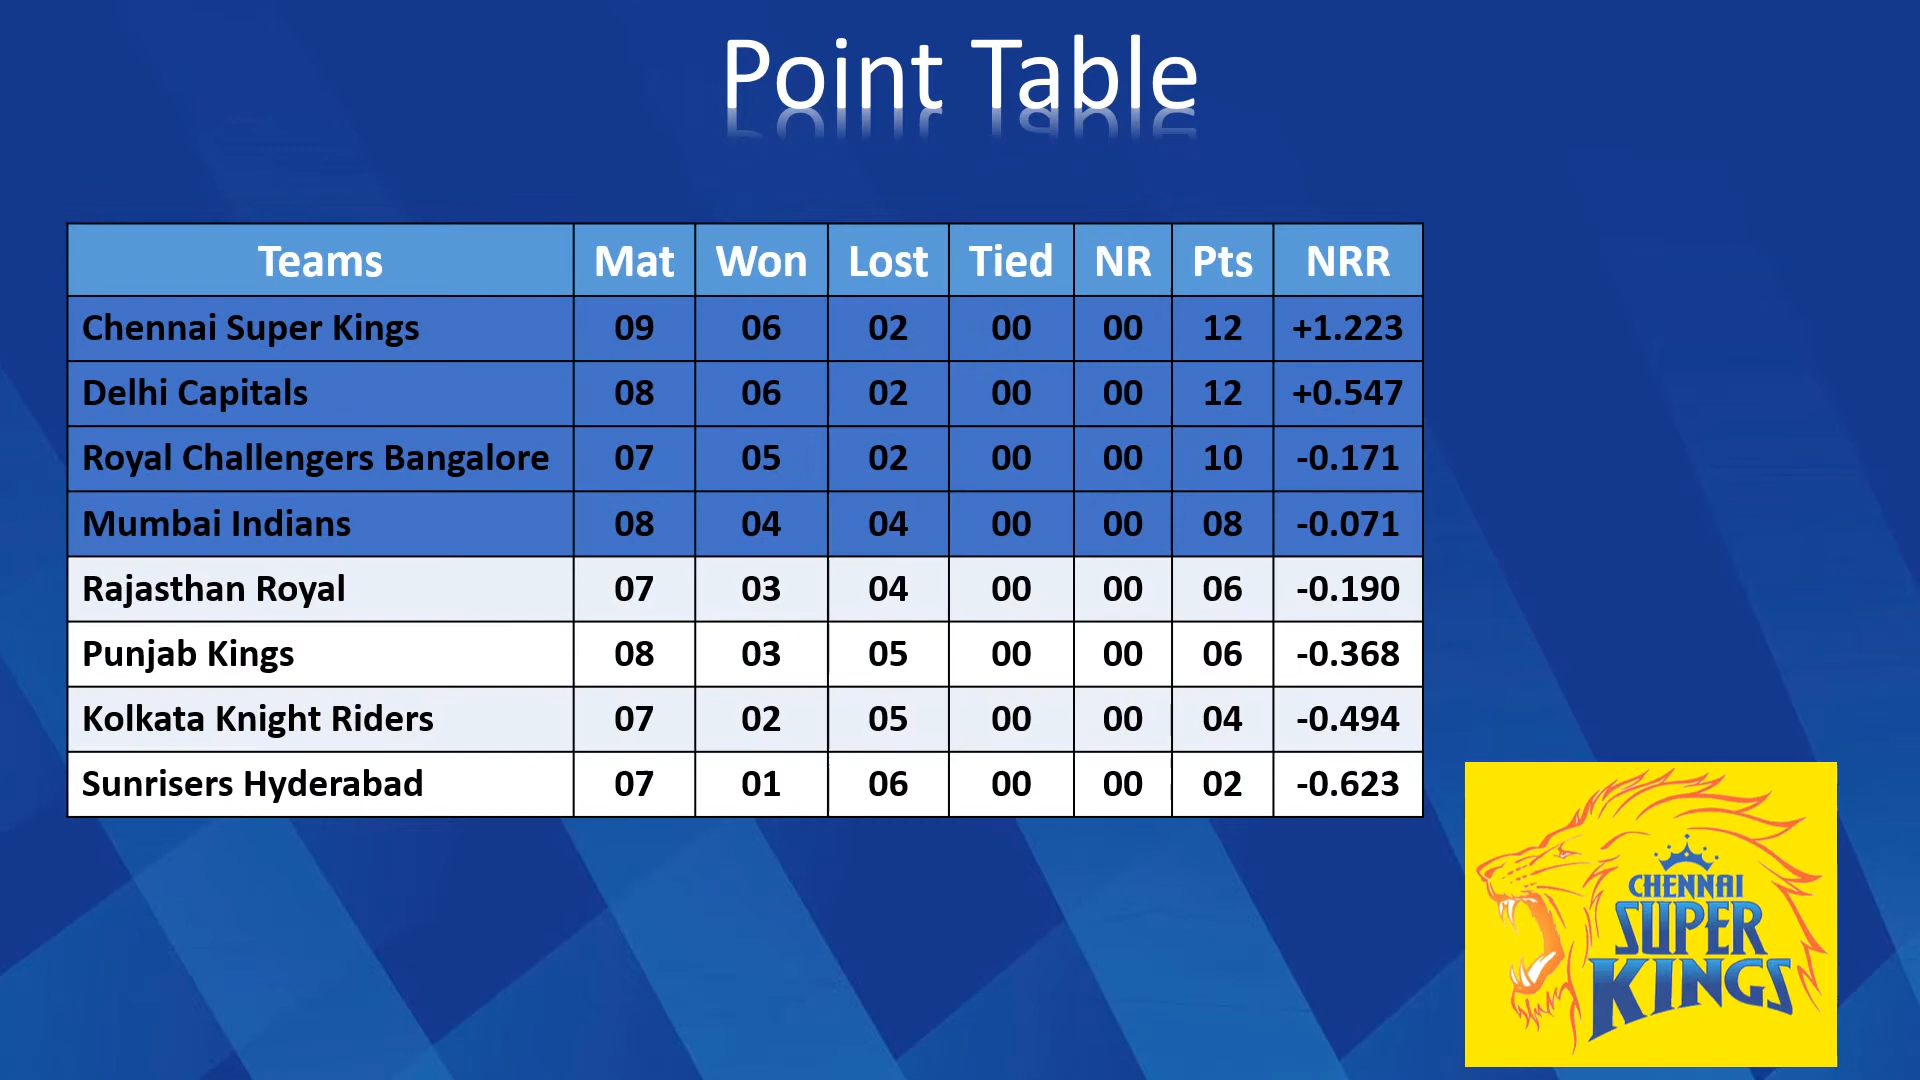 Point Table
Teams Mat Won Lost Tied NR Pts NRR
Chennai Super Kings 09 06 02 00 00 12 +1.223
Delhi Capitals 08 06 02 00 00 12 +0.547
Royal Challengers Bangalore 07 05 02 00 00 10 -0.171
Mumbai Indians 08 04 04 00 00 08 -0.071
Rajasthan Royal 07 03 04 00 00 06 -0.190
Punjab Kings 08 03 05 00 00 06 -0.368
Kolkata Knight Riders 07 02 05 00 00 04 -0.494
Sunrisers Hyderabad 07 01 06 00 00 02 -0.623
CHENNAI
SUPER
KINGS